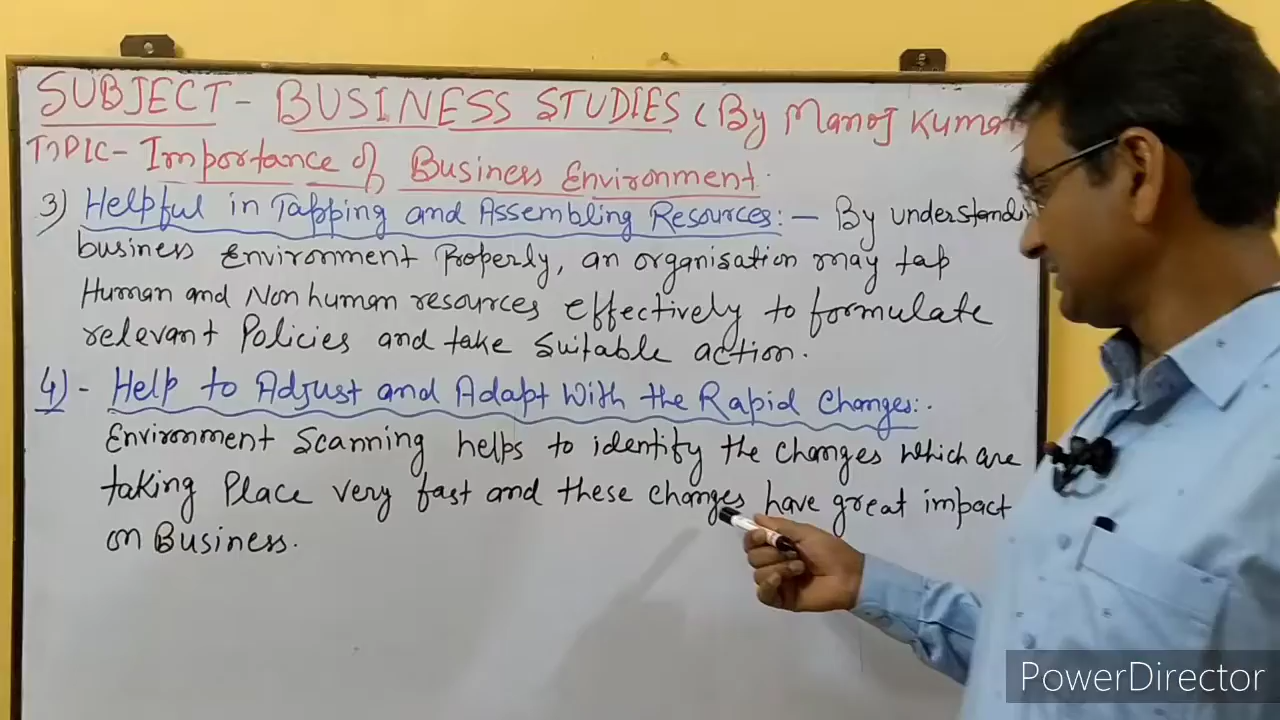 SUBJECT- BUSINESS STUDIES (By Manoj Kumar)
TOPIC- Importance of Business Environment.
3) Helpful in Tapping and Assembling Resources:- By understandi
business Environment Properly, an organisation may tap
Human and Non human resources effectively to formulate
relevant Policies and take Suitable action.
4)- Help to Adjust and Adapt With the Rapid Changes:-
Environment Scanning helps to identify the changes which are
taking Place very fast and these changes have great impact
on Business.
PowerDirector